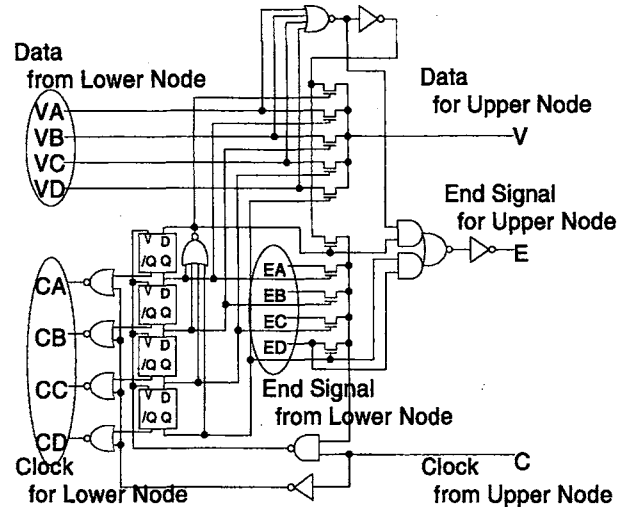 Data
from Lower Node
VA
VB
VC
VD
Data
for Upper Node
V
End Signal
for Upper Node
E
V D
/Q Q
V D
/Q Q
V D
/Q Q
V D
/Q Q
CA
CB
CC
CD
EA
EB
EC
ED
End Signal
from Lower Node
Clock
for Lower Node
Clock
from Upper Node
C